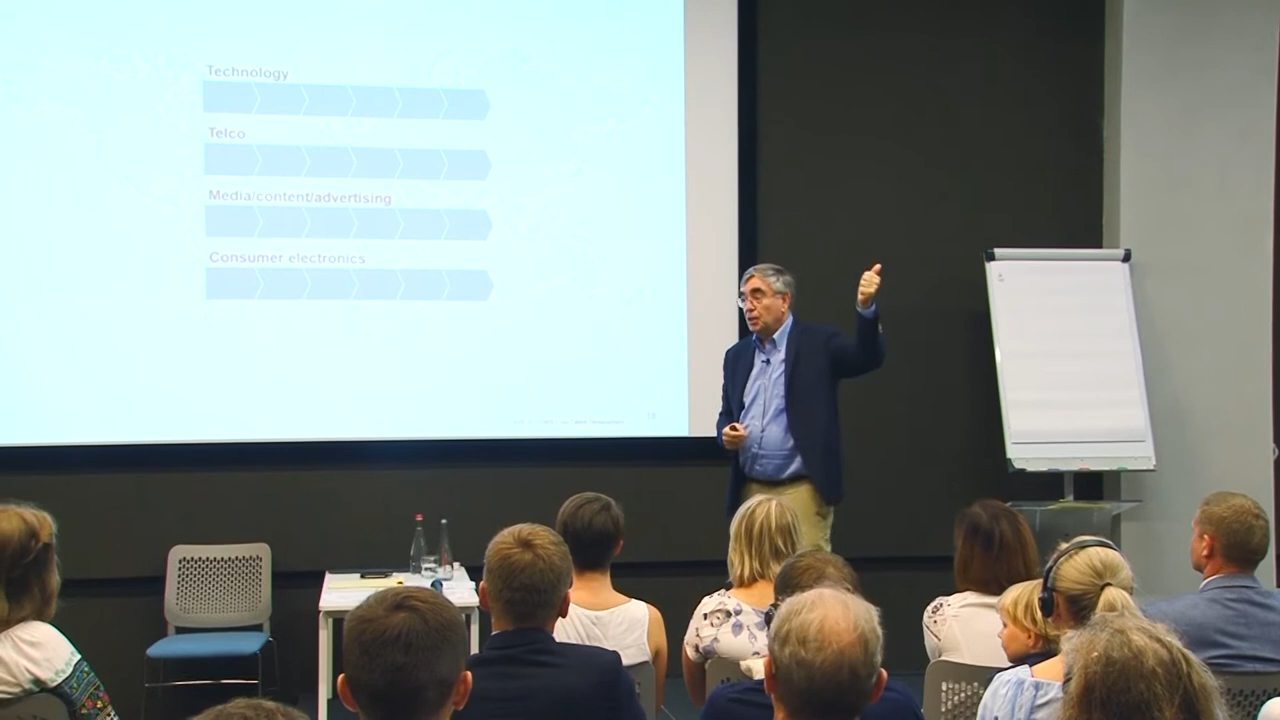 Technology
Telco
Media/content/advertising
Consumer electronics